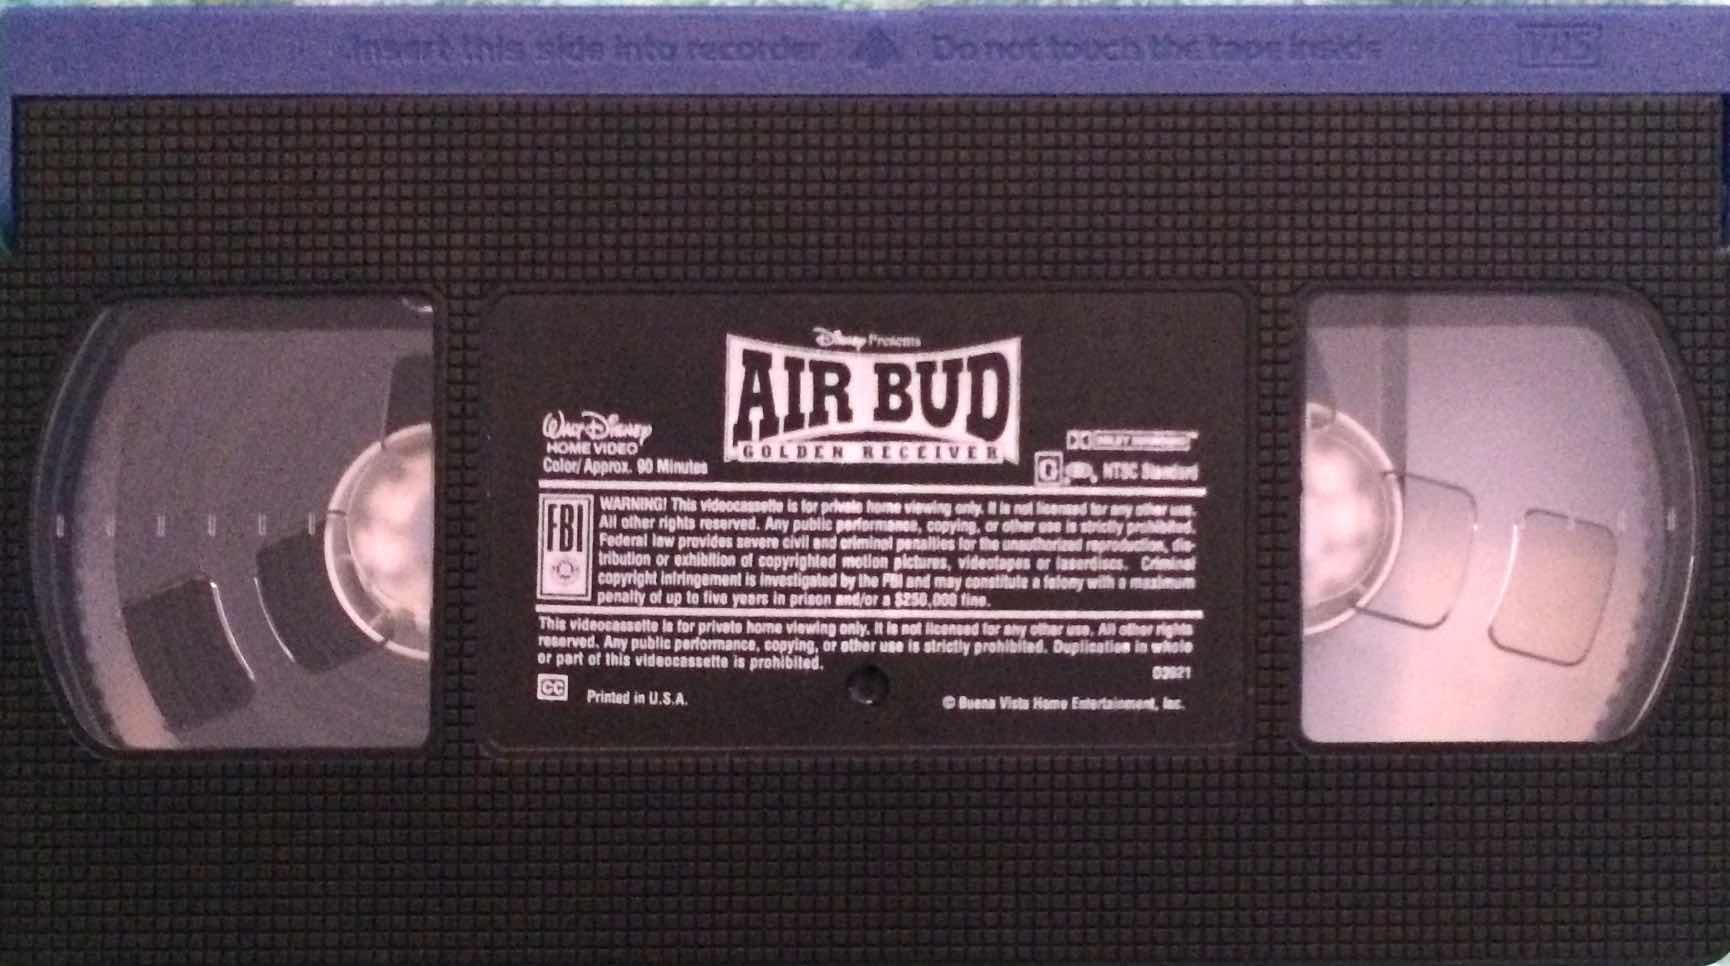 Insert this side into recorder Do not touch the tape inside VHS
Disney Presents
AIR BUD
GOLDEN RECEIVER
WALT DISNEY
HOME VIDEO
Color/Approx. 90 Minutes
DOLBY SURROUND
G NTSC Standard
FBI
WARNING! This videocassette is for private home viewing only. It is not licensed for any other use.
All other rights reserved. Any public performance, copying, or other use is strictly prohibited.
Federal law provides severe civil and criminal penalties for the unauthorized reproduction, dis-
tribution or exhibition of copyrighted motion pictures, videotapes or laserdiscs. Criminal
copyright infringement is investigated by the FBI and may constitute a felony with a maximum
penalty of up to five years in prison and/or a $250,000 fine.
This videocassette is for private home viewing only. It is not licensed for any other use. All other rights
reserved. Any public performance, copying, or other use is strictly prohibited. Duplication in whole
or part of this videocassette is prohibited.
D3621
CC Printed in U.S.A.
© Buena Vista Home Entertainment, Inc.